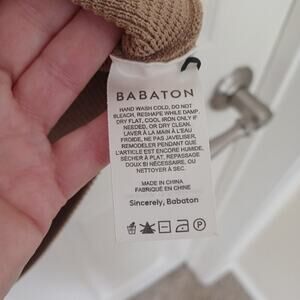 BABATON
HAND WASH COLD, DO NOT
BLEACH, RESHAPE WHILE DAMP,
DRY FLAT, COOL IRON ONLY IF
NEEDED, OR DRY CLEAN.
LAVER À LA MAIN À L'EAU
FROIDE, NE PAS JAVELISER,
REMODELER PENDANT QUE
L'ARTICLE EST ENCORE HUMIDE,
SÉCHER À PLAT, REPASSAGE
DOUX SI NÉCESSAIRE, OU
NETTOYER À SEC.
MADE IN CHINA
FABRIQUÉ EN CHINE
Sincerely, Babaton
P